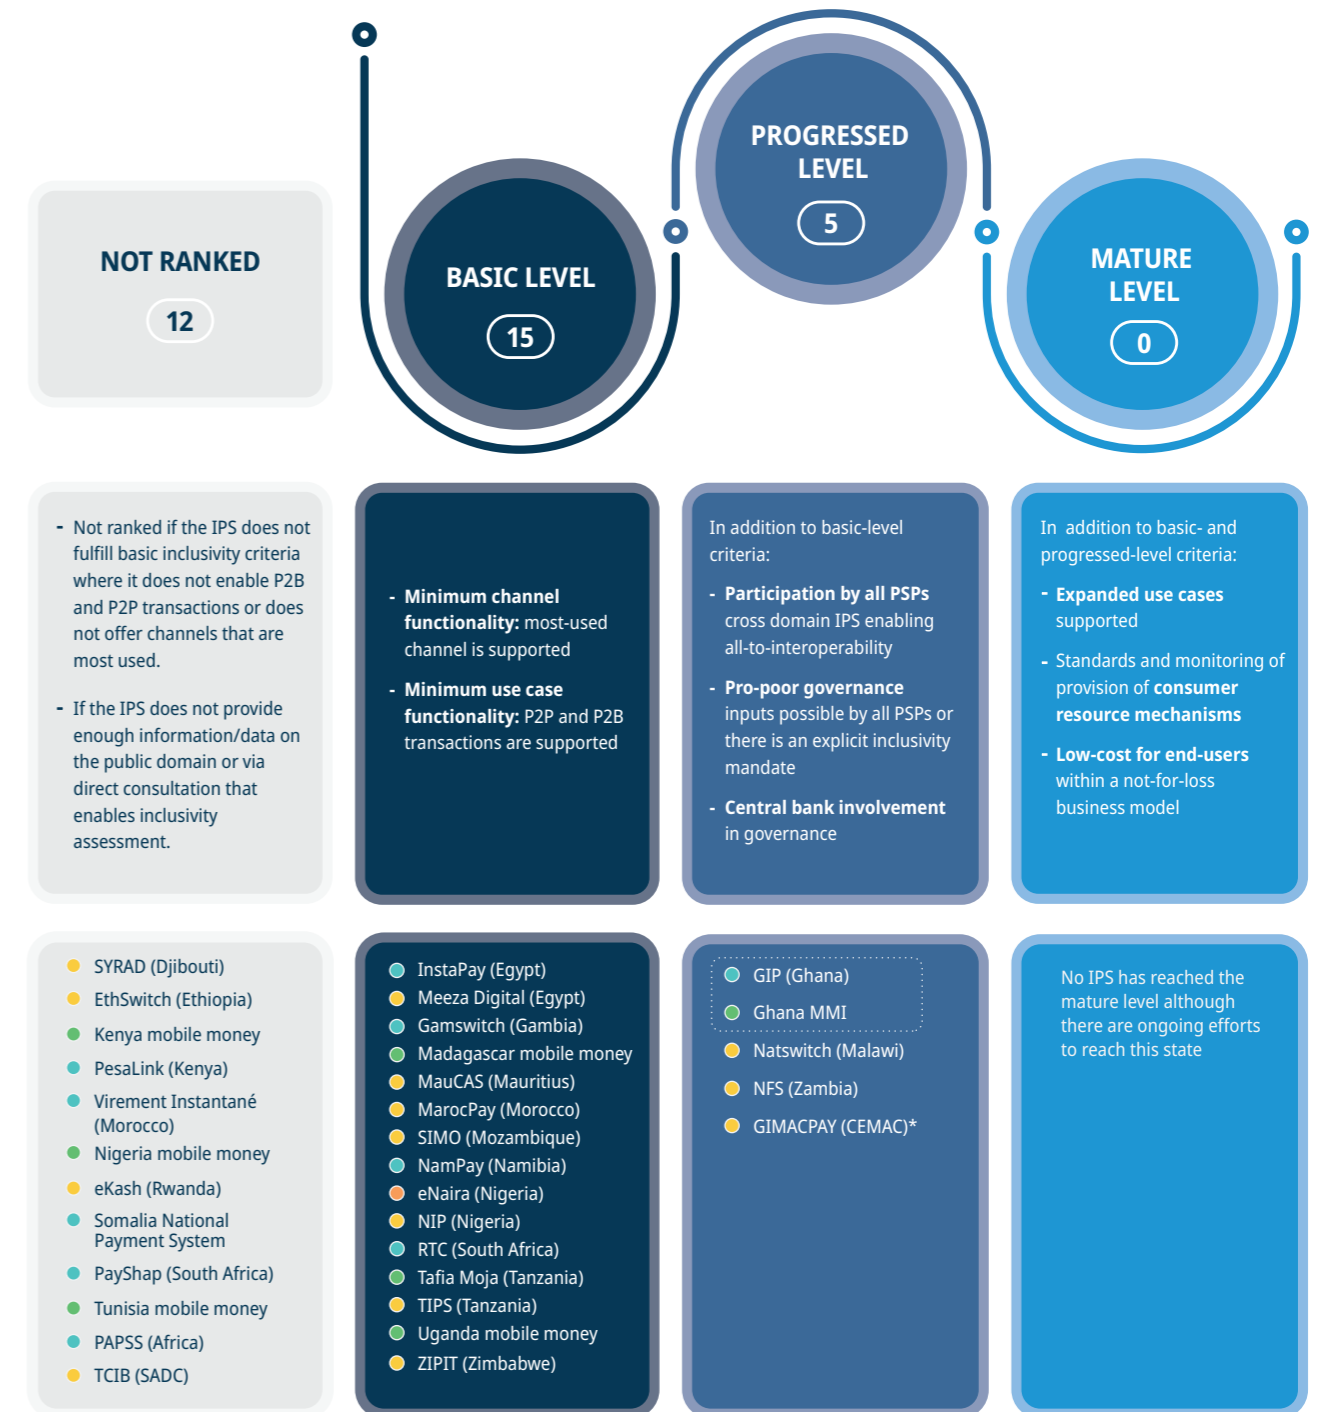 NOT RANKED
12
BASIC LEVEL
15
PROGRESSED
LEVEL
5
MATURE
LEVEL
0
- Not ranked if the IPS does not
fulfill basic inclusivity criteria
where it does not enable P2B
and P2P transactions or does
not offer channels that are
most used.
- If the IPS does not provide
enough information/data on
the public domain or via
direct consultation that
enables inclusivity
assessment.
- Minimum channel
functionality: most-used
channel is supported
- Minimum use case
functionality: P2P and P2B
transactions are supported
In addition to basic-level
criteria:
- Participation by all PSPs
cross domain IPS enabling
all-to-interoperability
- Pro-poor governance
inputs possible by all PSPs or
there is an explicit inclusivity
mandate
- Central bank involvement
in governance
In addition to basic- and
progressed-level criteria:
- Expanded use cases
supported
- Standards and monitoring of
provision of consumer
resource mechanisms
- Low-cost for end-users
within a not-for-loss
business model
SYRAD (Djibouti)
EthSwitch (Ethiopia)
Kenya mobile money
PesaLink (Kenya)
Virement Instantané
(Morocco)
Nigeria mobile money
eKash (Rwanda)
Somalia National
Payment System
PayShap (South Africa)
Tunisia mobile money
PAPSS (Africa)
TCIB (SADC)
InstaPay (Egypt)
Meeza Digital (Egypt)
Gamswitch (Gambia)
Madagascar mobile money
MauCAS (Mauritius)
MarocPay (Morocco)
SIMO (Mozambique)
NamPay (Namibia)
eNaira (Nigeria)
NIP (Nigeria)
RTC (South Africa)
Tafia Moja (Tanzania)
TIPS (Tanzania)
Uganda mobile money
ZIPIT (Zimbabwe)
GIP (Ghana)
Ghana MMI
Natswitch (Malawi)
NFS (Zambia)
GIMACPAY (CEMAC)*
No IPS has reached the
mature level although
there are ongoing efforts
to reach this state